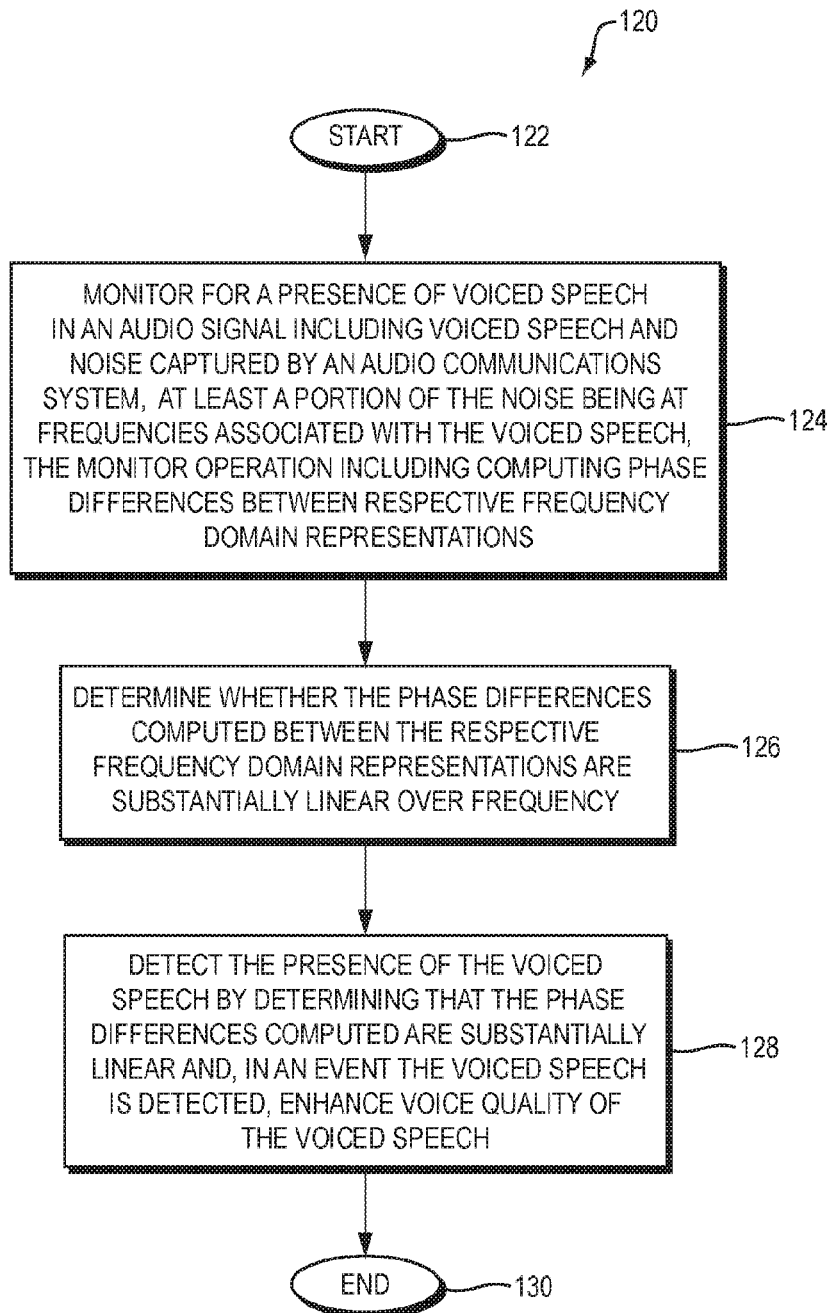 120
START
122
MONITOR FOR A PRESENCE OF VOICED SPEECH
IN AN AUDIO SIGNAL INCLUDING VOICED SPEECH AND
NOISE CAPTURED BY AN AUDIO COMMUNICATIONS
SYSTEM, AT LEAST A PORTION OF THE NOISE BEING AT
FREQUENCIES ASSOCIATED WITH THE VOICED SPEECH,
THE MONITOR OPERATION INCLUDING COMPUTING PHASE
DIFFERENCES BETWEEN RESPECTIVE FREQUENCY
DOMAIN REPRESENTATIONS
124
DETERMINE WHETHER THE PHASE DIFFERENCES
COMPUTED BETWEEN THE RESPECTIVE
FREQUENCY DOMAIN REPRESENTATIONS ARE
SUBSTANTIALLY LINEAR OVER FREQUENCY
126
DETECT THE PRESENCE OF THE VOICED
SPEECH BY DETERMINING THAT THE PHASE
DIFFERENCES COMPUTED ARE SUBSTANTIALLY
LINEAR AND, IN AN EVENT THE VOICED SPEECH
IS DETECTED, ENHANCE VOICE QUALITY OF
THE VOICED SPEECH
128
END
130